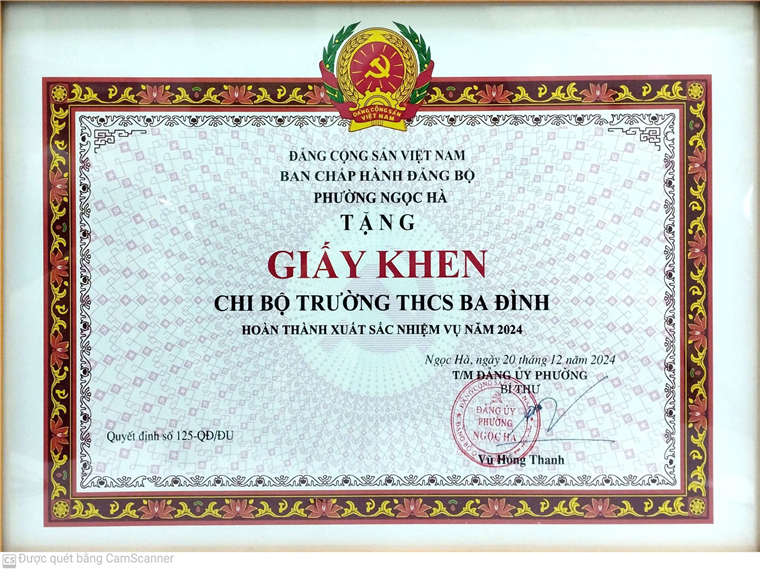 ĐẢNG CỘNG SẢN
VIỆT NAM
ĐẢNG CỘNG SẢN VIỆT NAM
BAN CHẤP HÀNH ĐẢNG BỘ
PHƯỜNG NGỌC HÀ
TẶNG
GIẤY KHEN
CHI BỘ TRƯỜNG THCS BA ĐÌNH
HOÀN THÀNH XUẤT SẮC NHIỆM VỤ NĂM 2024
Ngọc Hà, ngày 20 tháng 12 năm 2024
T/M ĐẢNG ỦY PHƯỜNG
BÍ THƯ
ĐẢNG ỦY
PHƯỜNG
NGỌC HÀ
Quyết định số 125-QĐ/ĐU
Vũ Hồng Thanh
CS Được quét bằng CamScanner